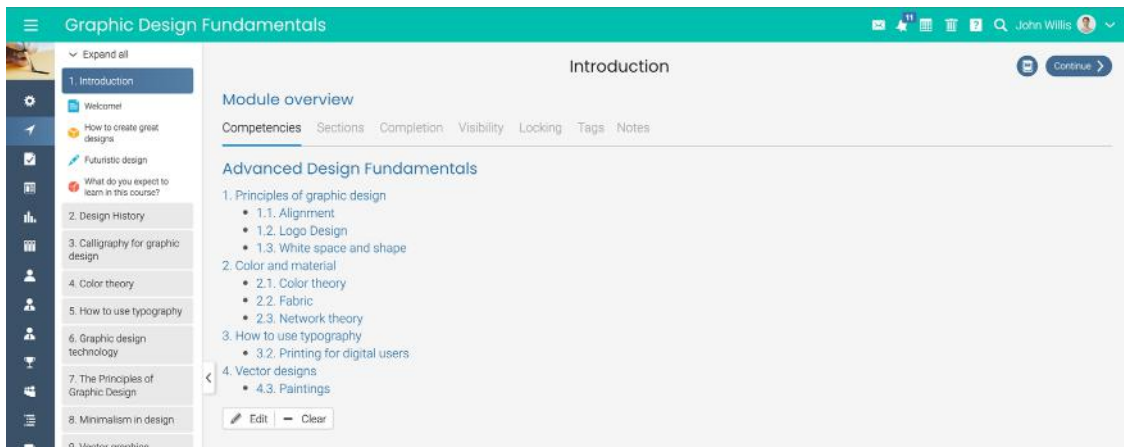 Graphic Design Fundamentals
11
John Willis
Expand all
1. Introduction
Welcome!
How to create great
designs
Futuristic design
What do you expect to
learn in this course?
2. Design History
3. Calligraphy for graphic
design
4. Color theory
5. How to use typography
6. Graphic design
technology
7. The Principles of
Graphic Design
8. Minimalism in design
9. Vector graphics
Introduction
Continue
Module overview
Competencies Sections Completion Visibility Locking Tags Notes
Advanced Design Fundamentals
1. Principles of graphic design
• 1.1. Alignment
• 1.2. Logo Design
• 1.3. White space and shape
2. Color and material
• 2.1. Color theory
• 2.2. Fabric
• 2.3. Network theory
3. How to use typography
• 3.2. Printing for digital users
4. Vector designs
• 4.3. Paintings
Edit Clear